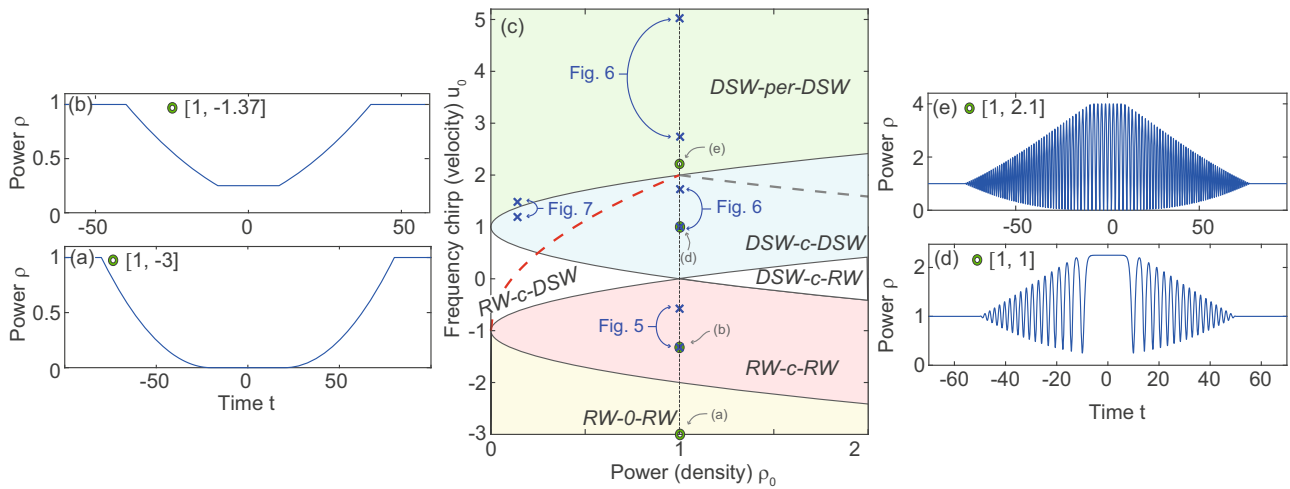 (b)
[1, -1.37]
Power ρ
1
0.5
0
-50
0
50
(a)
[1, -3]
Power ρ
1
0.5
0
-50
0
50
Time t
(c)
Frequency chirp (velocity) u0
5
4
3
2
1
0
-1
-2
-3
Fig. 6
DSW-per-DSW
(e)
Fig. 7
Fig. 6
DSW-c-DSW
(d)
DSW-c-RW
RW-c-DSW
Fig. 5
(b)
RW-c-RW
RW-0-RW
(a)
0
1
2
Power (density) ρ0
(e)
[1, 2.1]
Power ρ
4
2
0
-50
0
50
(d)
[1, 1]
Power ρ
2
1
0
-60
-40
-20
0
20
40
60
Time t